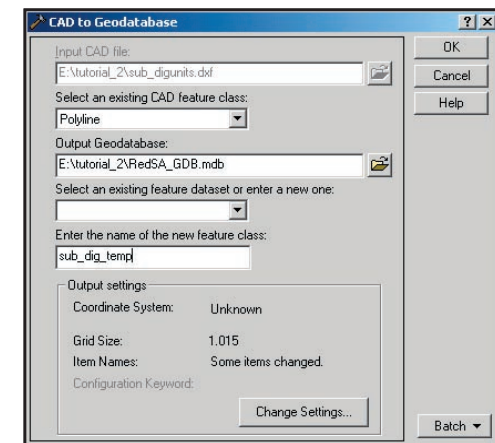 CAD to Geodatabase
Input CAD file:
E:\tutorial_2\sub_digunits.dxf
Select an existing CAD feature class:
Polyline
Output Geodatabase:
E:\tutorial_2\RedSA_GDB.mdb
Select an existing feature dataset or enter a new one:
Enter the name of the new feature class:
sub_dig_temp
Output settings
Coordinate System: Unknown
Grid Size: 1.015
Item Names: Some items changed.
Configuration Keyword:
Change Settings...
OK
Cancel
Help
Batch